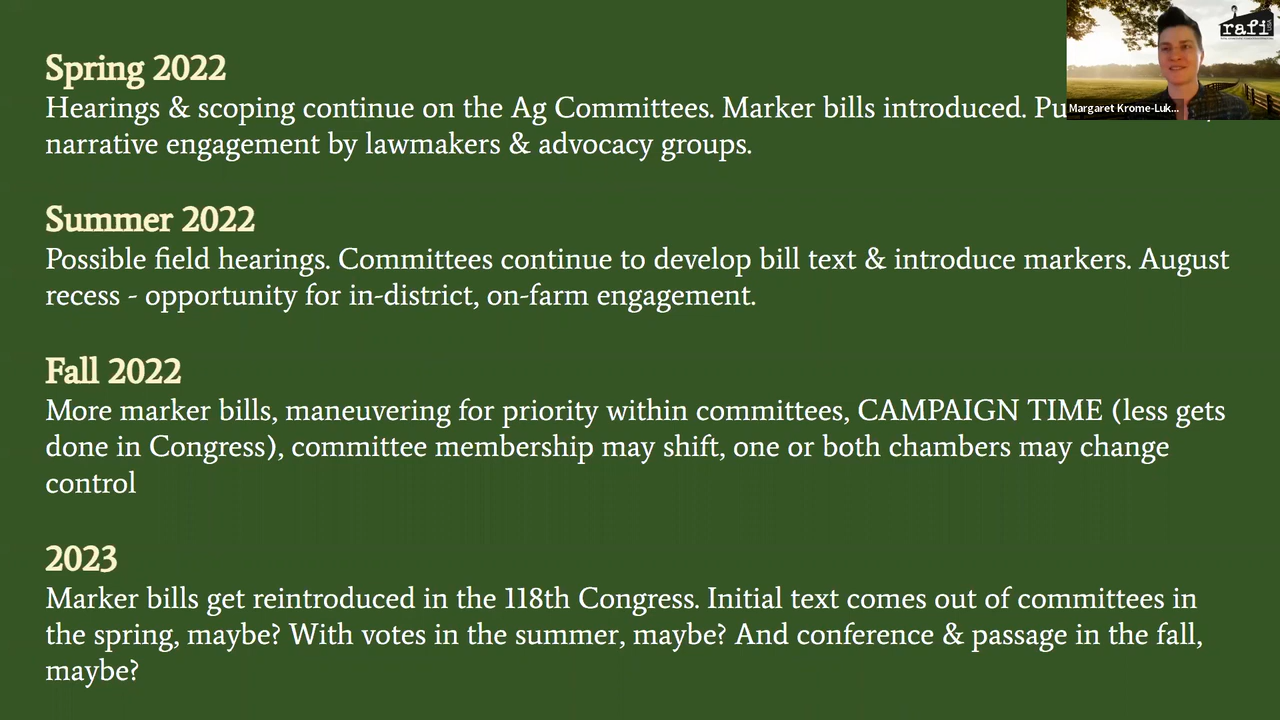 Spring 2022
Hearings & scoping continue on the Ag Committees. Marker bills introduced.
narrative engagement by lawmakers & advocacy groups.
Summer 2022
Possible field hearings. Committees continue to develop bill text & introduce markers. August
recess - opportunity for in-district, on-farm engagement.
Fall 2022
More marker bills, maneuvering for priority within committees, CAMPAIGN TIME (less gets
done in Congress), committee membership may shift, one or both chambers may change
control
2023
Marker bills get reintroduced in the 118th Congress. Initial text comes out of committees in
the spring, maybe? With votes in the summer, maybe? And conference & passage in the fall,
maybe?
rafi
USA
Margaret Krome-Luk...